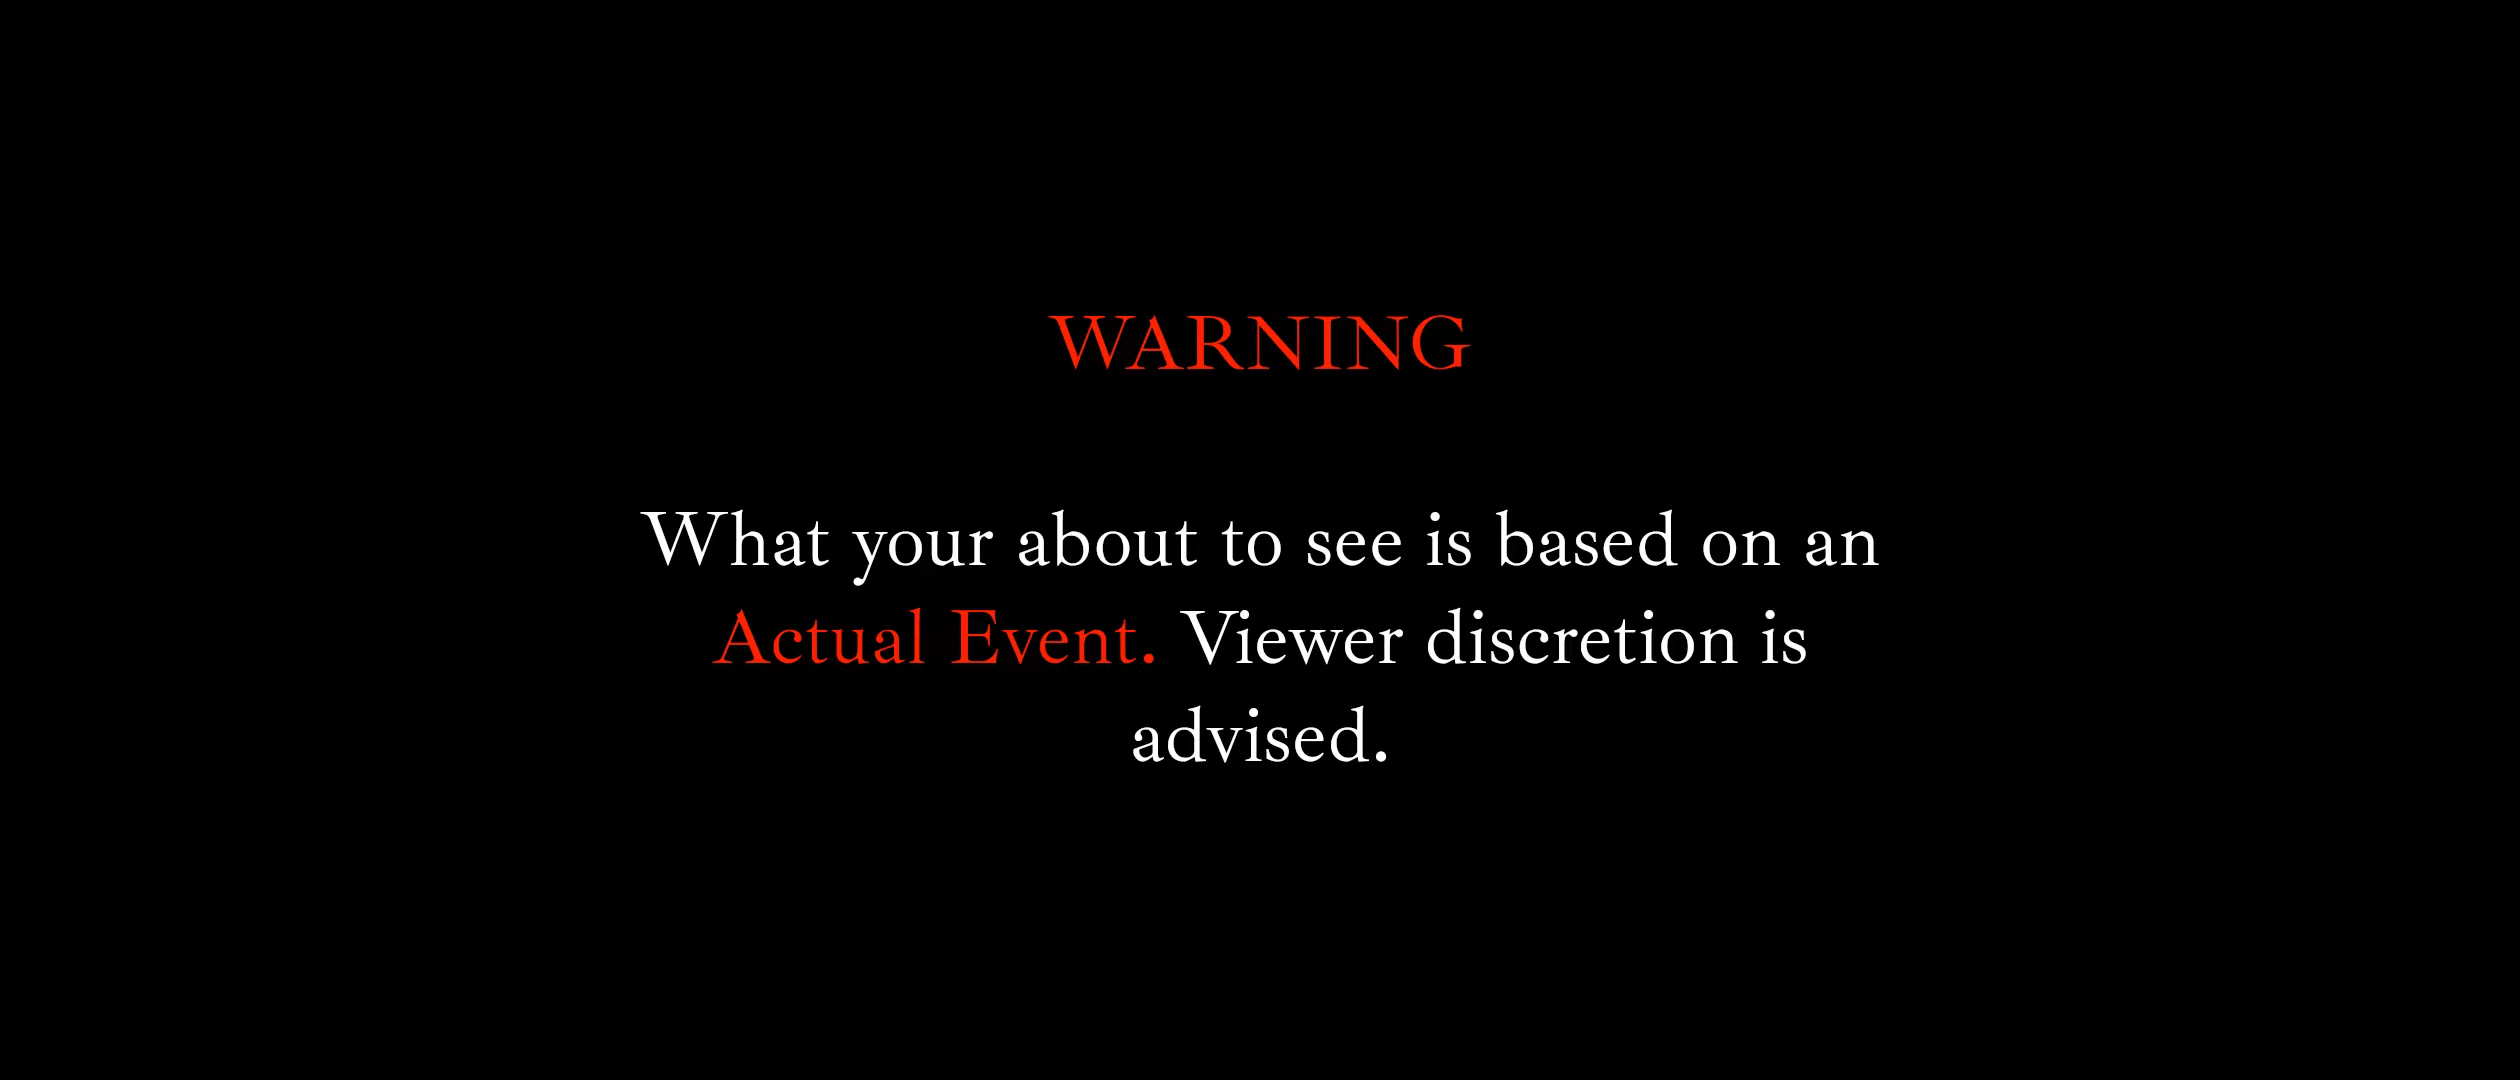 WARNING
What your about to see is based on an
Actual Event. Viewer discretion is
advised.